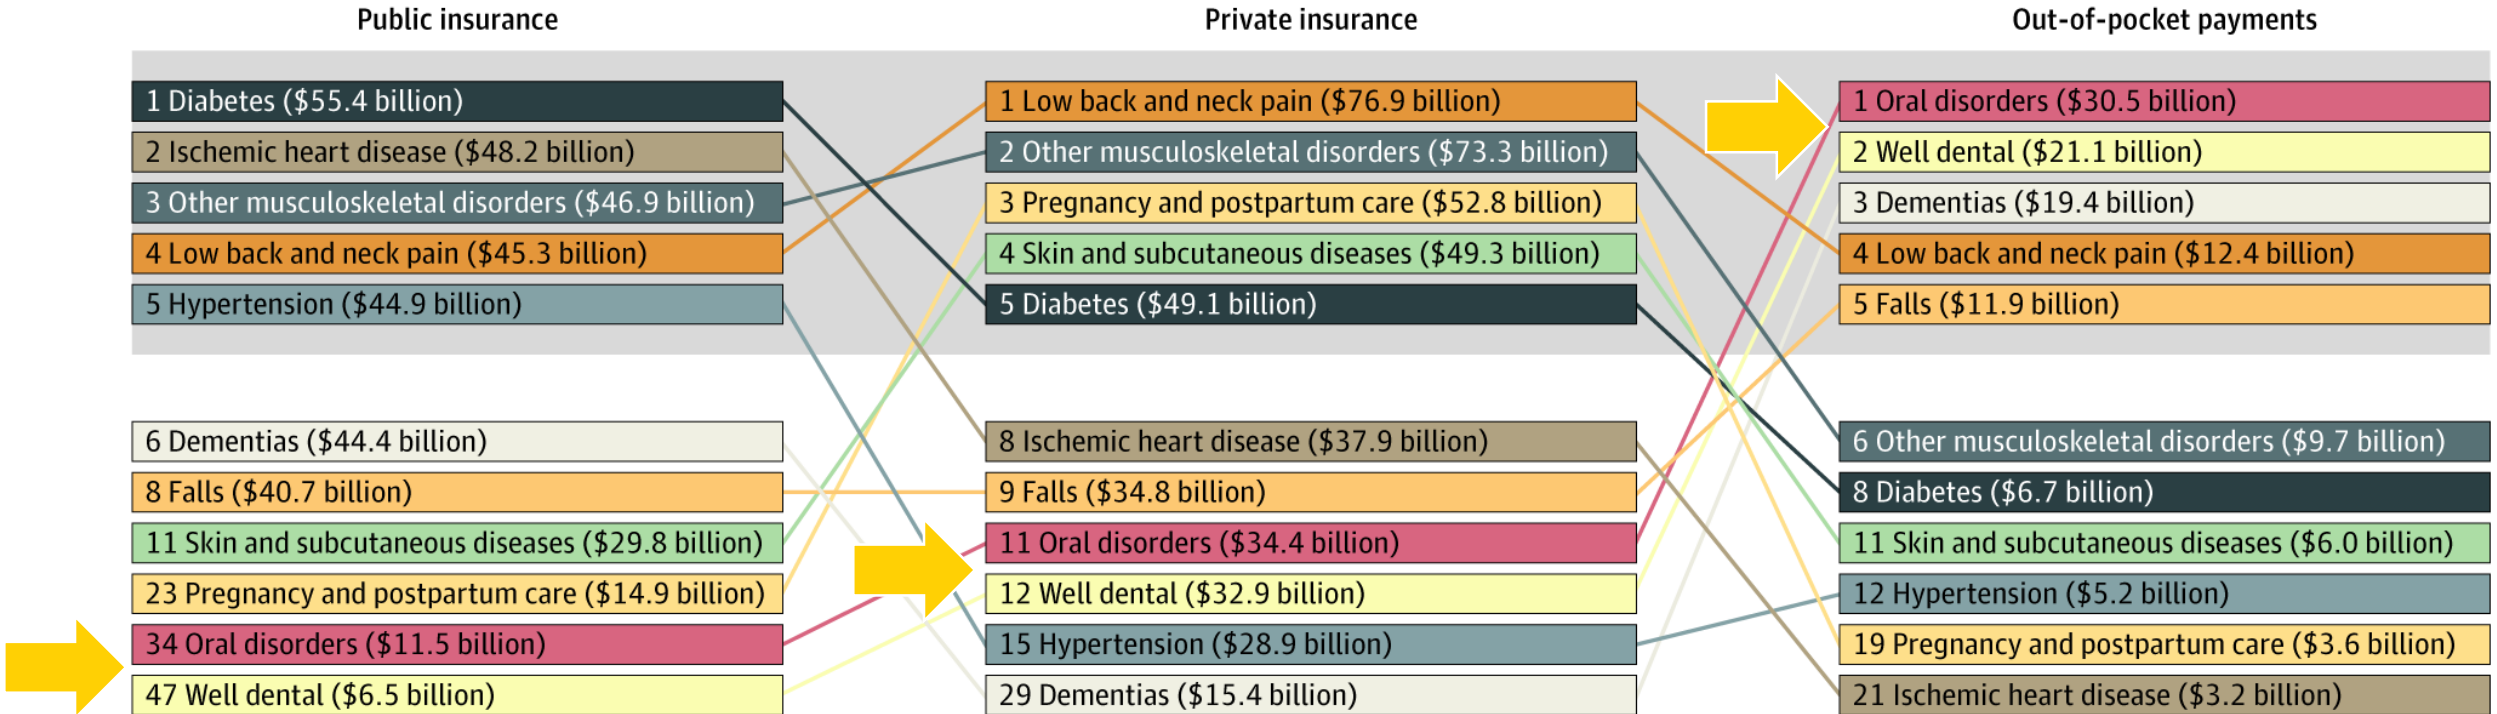 Public insurance
Private insurance
Out-of-pocket payments
1 Diabetes ($55.4 billion)
1 Low back and neck pain ($76.9 billion)
1 Oral disorders ($30.5 billion)
2 Ischemic heart disease ($48.2 billion)
2 Other musculoskeletal disorders ($73.3 billion)
2 Well dental ($21.1 billion)
3 Other musculoskeletal disorders ($46.9 billion)
3 Pregnancy and postpartum care ($52.8 billion)
3 Dementias ($19.4 billion)
4 Low back and neck pain ($45.3 billion)
4 Skin and subcutaneous diseases ($49.3 billion)
4 Low back and neck pain ($12.4 billion)
5 Hypertension ($44.9 billion)
5 Diabetes ($49.1 billion)
5 Falls ($11.9 billion)
6 Dementias ($44.4 billion)
8 Ischemic heart disease ($37.9 billion)
6 Other musculoskeletal disorders ($9.7 billion)
8 Falls ($40.7 billion)
9 Falls ($34.8 billion)
8 Diabetes ($6.7 billion)
11 Skin and subcutaneous diseases ($29.8 billion)
11 Oral disorders ($34.4 billion)
11 Skin and subcutaneous diseases ($6.0 billion)
23 Pregnancy and postpartum care ($14.9 billion)
12 Well dental ($32.9 billion)
12 Hypertension ($5.2 billion)
34 Oral disorders ($11.5 billion)
15 Hypertension ($28.9 billion)
19 Pregnancy and postpartum care ($3.6 billion)
47 Well dental ($6.5 billion)
29 Dementias ($15.4 billion)
21 Ischemic heart disease ($3.2 billion)